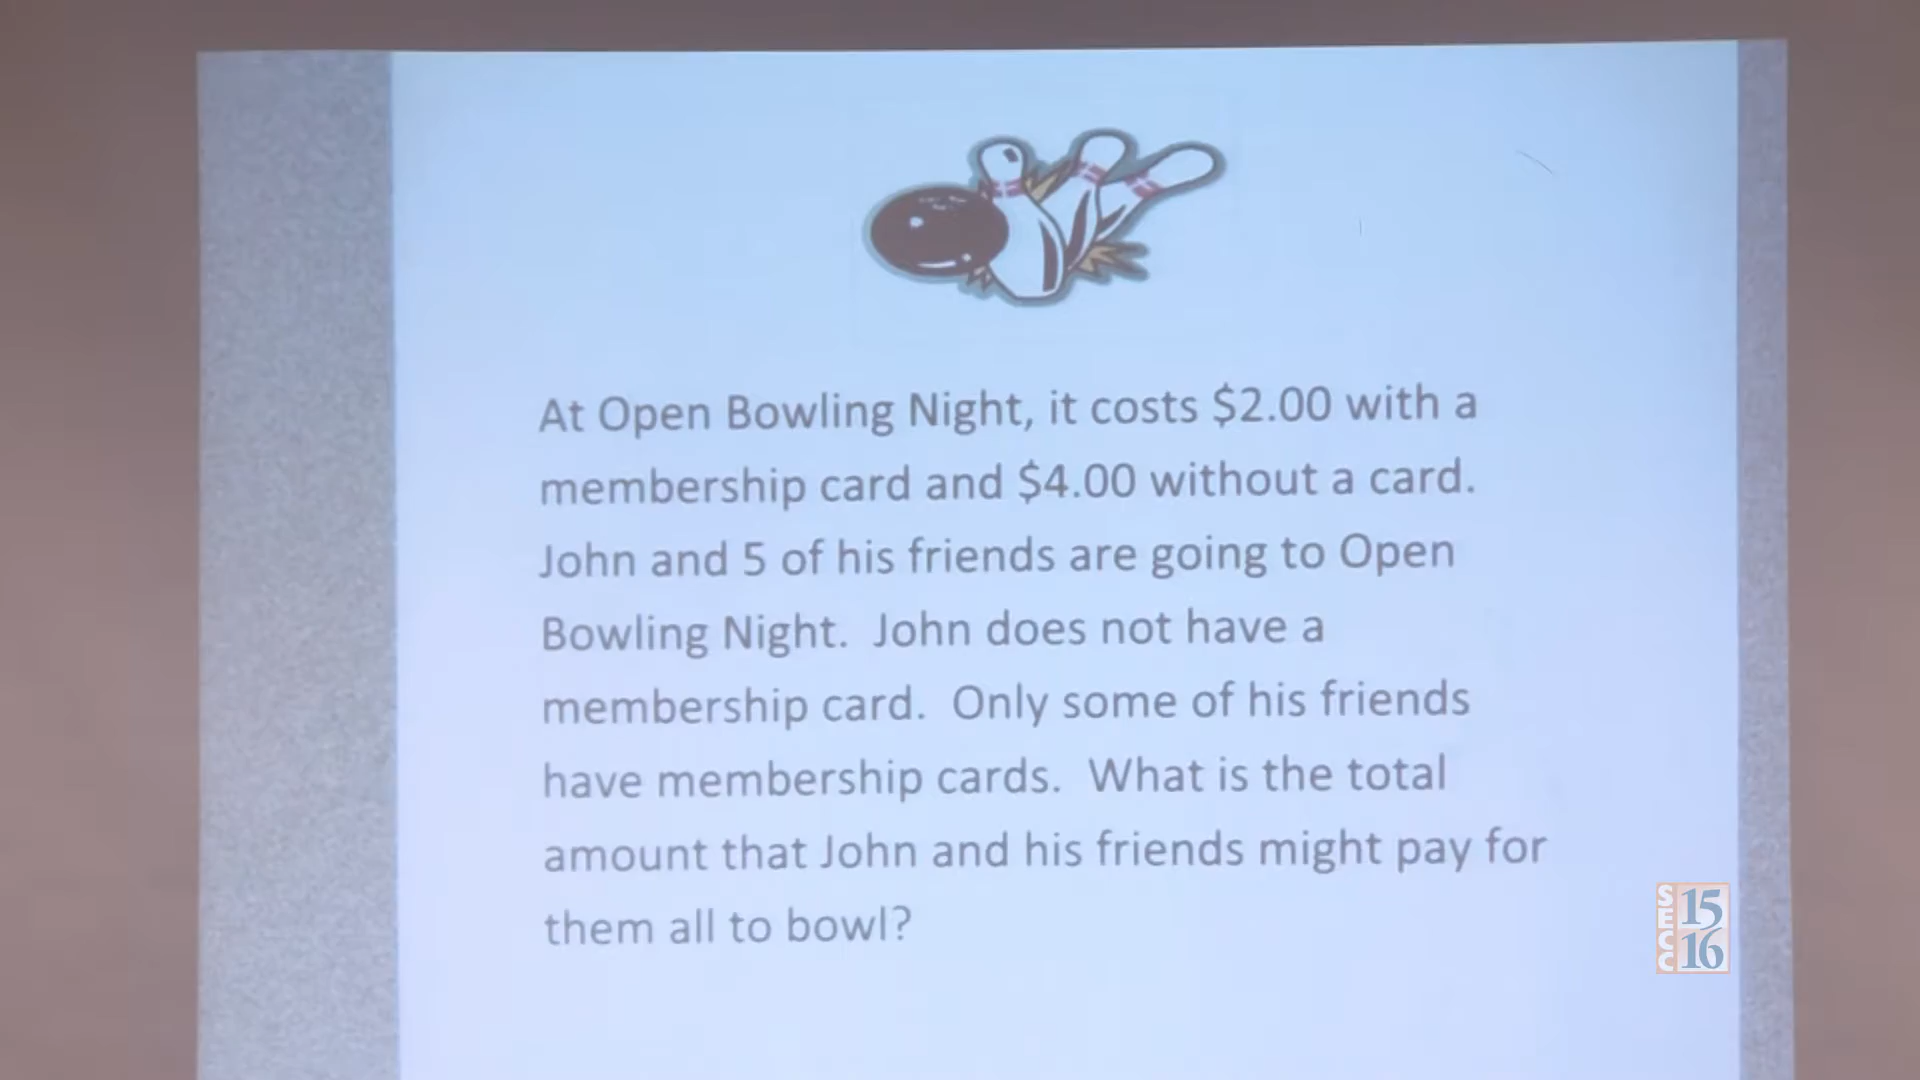 At Open Bowling Night, it costs $2.00 with a
membership card and $4.00 without a card.
John and 5 of his friends are going to Open
Bowling Night. John does not have a
membership card. Only some of his friends
have membership cards. What is the total
amount that John and his friends might pay for
them all to bowl?
SECC
15
16